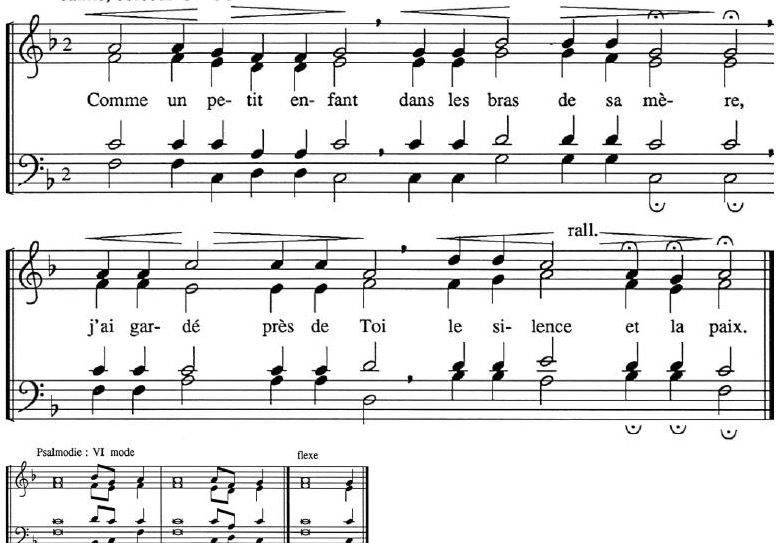 Comme un pe- tit en- fant dans les bras de sa mè- re,
rall.
j'ai gar- dé près de Toi le si- lence et la paix.
Psalmodie : VI mode flexe